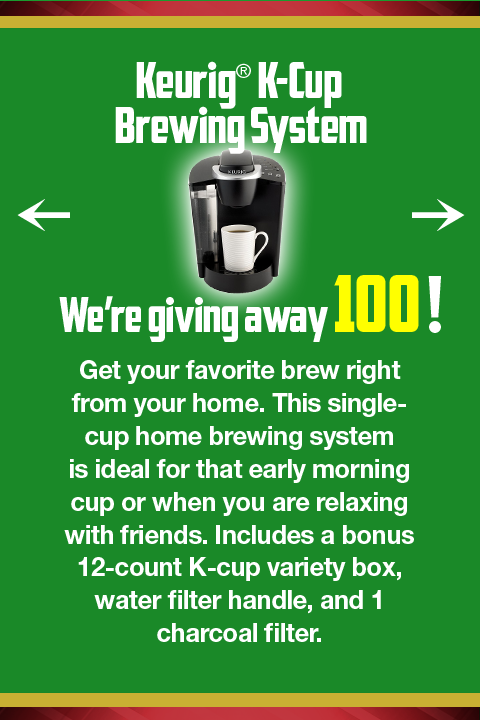 Keurig® K-Cup
Brewing System
KEURIG
We're giving away 100!
Get your favorite brew right
from your home. This single-
cup home brewing system
is ideal for that early morning
cup or when you are relaxing
with friends. Includes a bonus
12-count K-cup variety box,
water filter handle, and 1
charcoal filter.